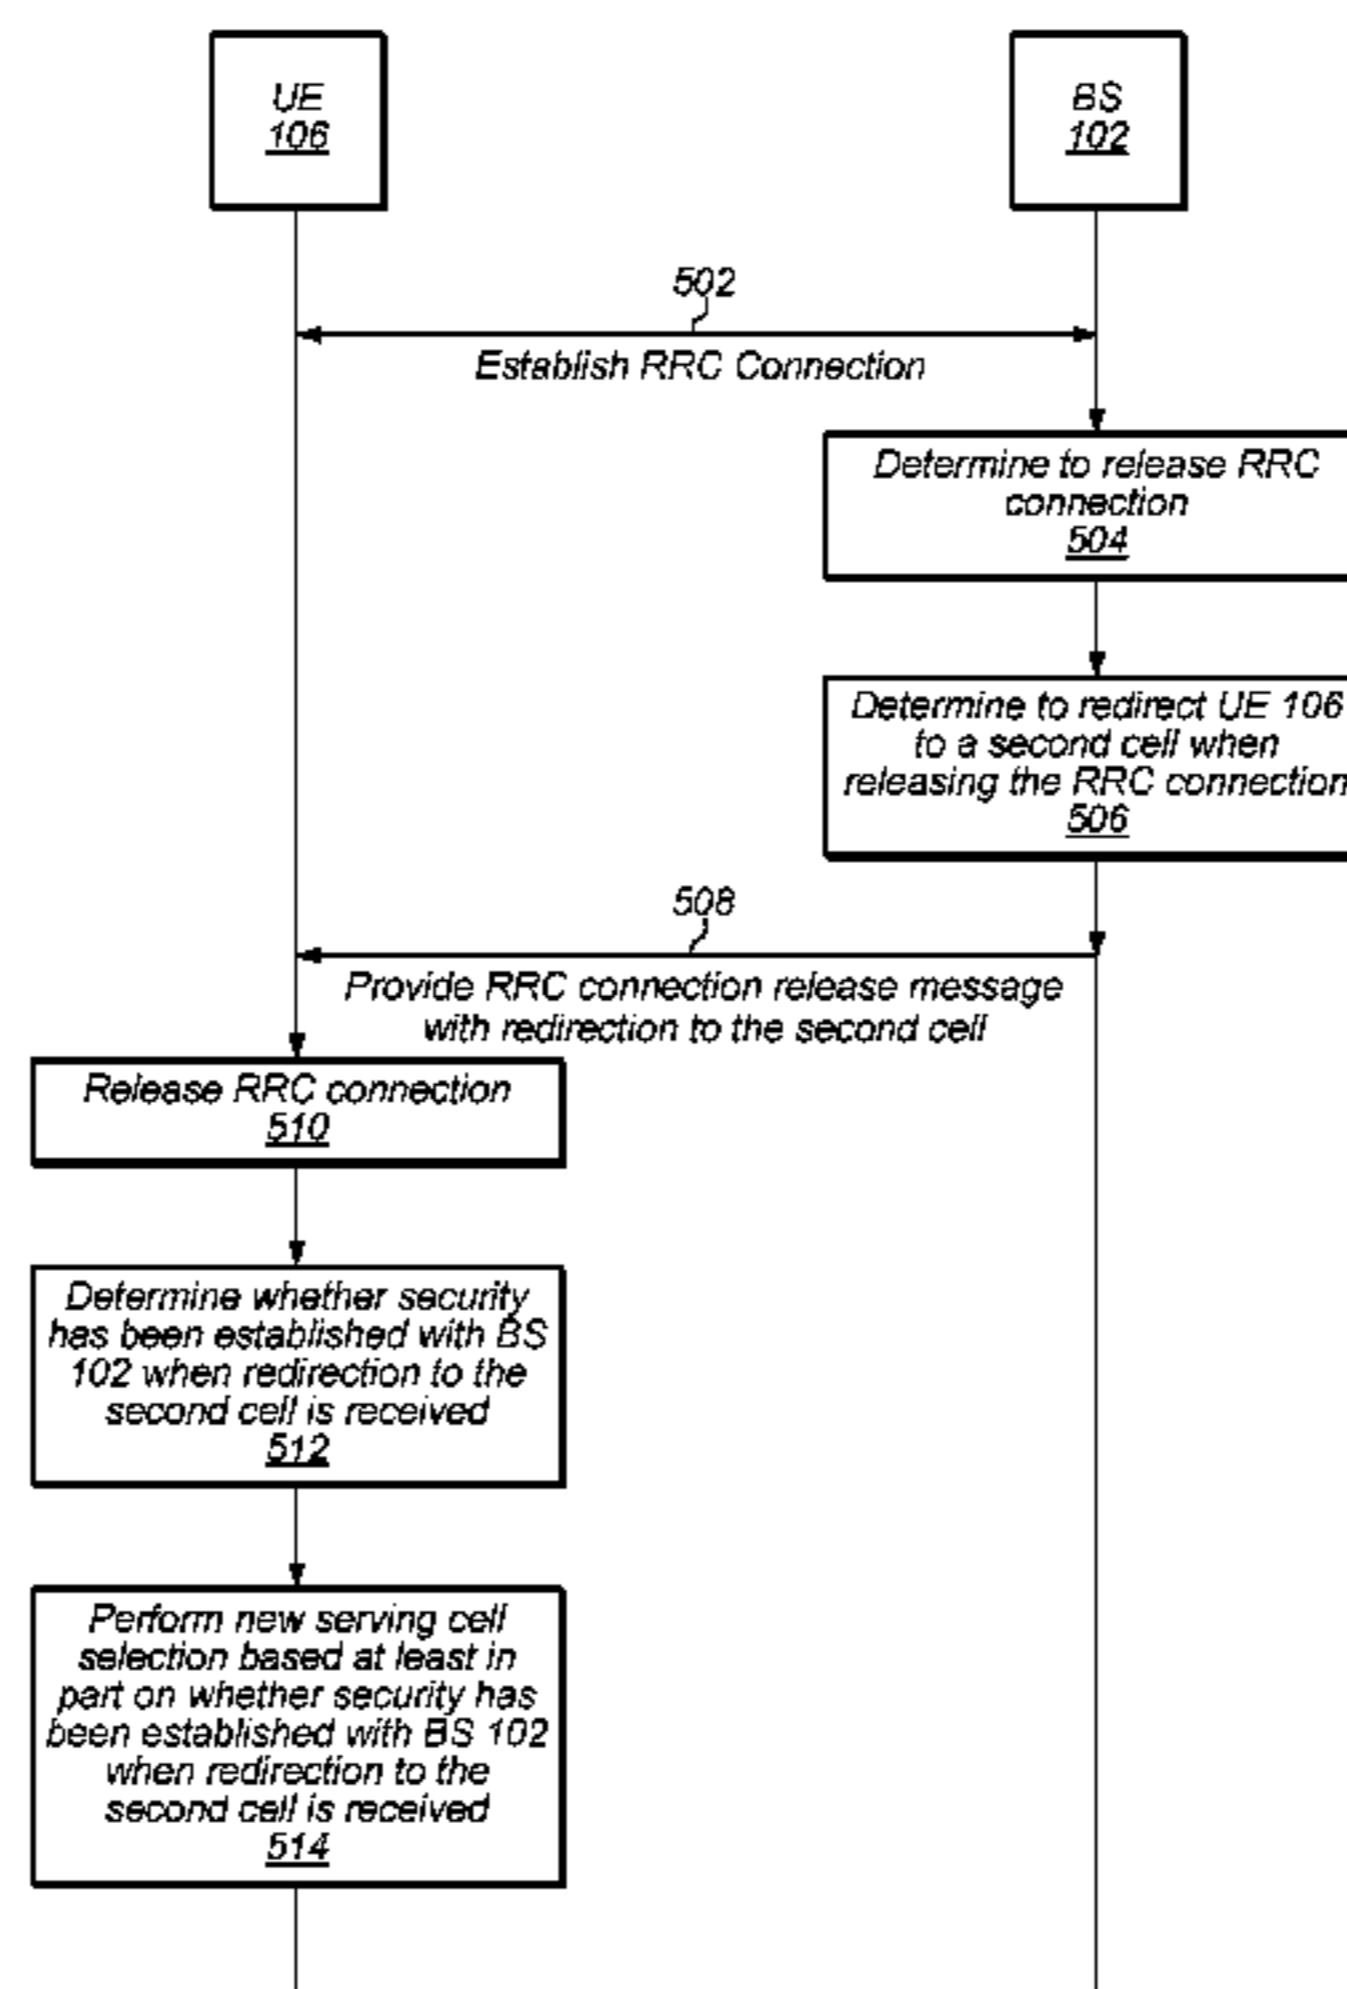 UE
106
BS
102
502
Establish RRC Connection
Determine to release RRC
connection
504
Determine to redirect UE 106
to a second cell when
releasing the RRC connection
506
508
Provide RRC connection release message
with redirection to the second cell
Release RRC connection
510
Determine whether security
has been established with BS
102 when redirection to the
second cell is received
512
Perform new serving cell
selection based at least in
part on whether security has
been established with BS 102
when redirection to the
second cell is received
514